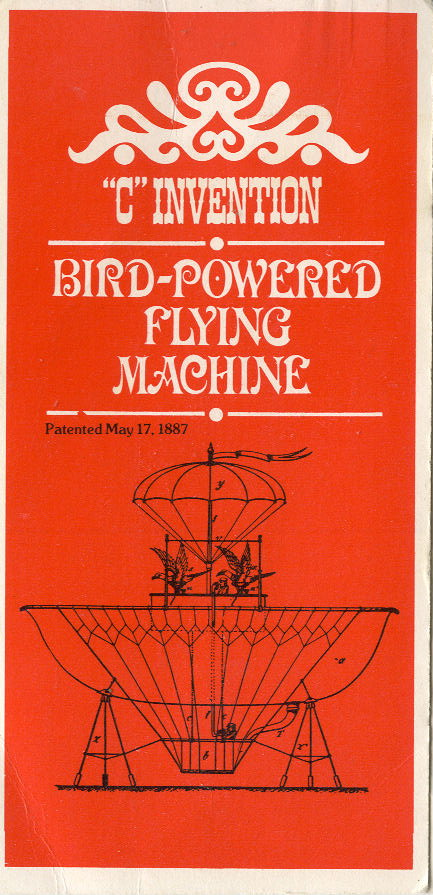 "C" INVENTION
BIRD-POWERED
FLYING
MACHINE
Patented May 17, 1887
y
a
b
x